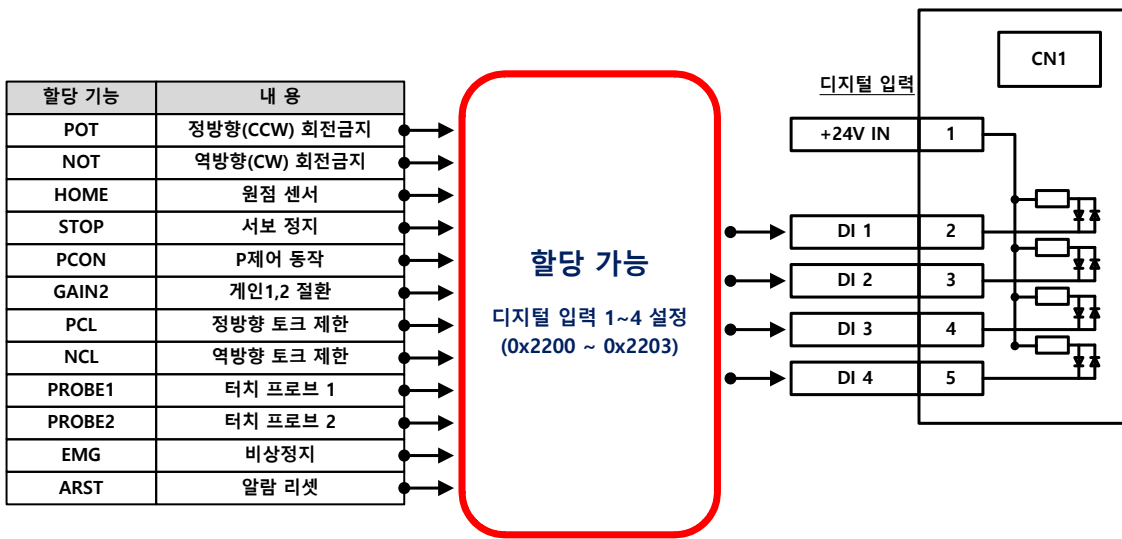 할당 기능 내 용
POT 정방향(CCW) 회전금지
NOT 역방향(CW) 회전금지
HOME 원점 센서
STOP 서보 정지
PCON P제어 동작
GAIN2 게인1,2 절환
PCL 정방향 토크 제한
NCL 역방향 토크 제한
PROBE1 터치 프로브 1
PROBE2 터치 프로브 2
EMG 비상정지
ARST 알람 리셋
할당 가능
디지털 입력 1~4 설정
(0x2200 ~ 0x2203)
디지털 입력
CN1
+24V IN 1
DI 1 2
DI 2 3
DI 3 4
DI 4 5